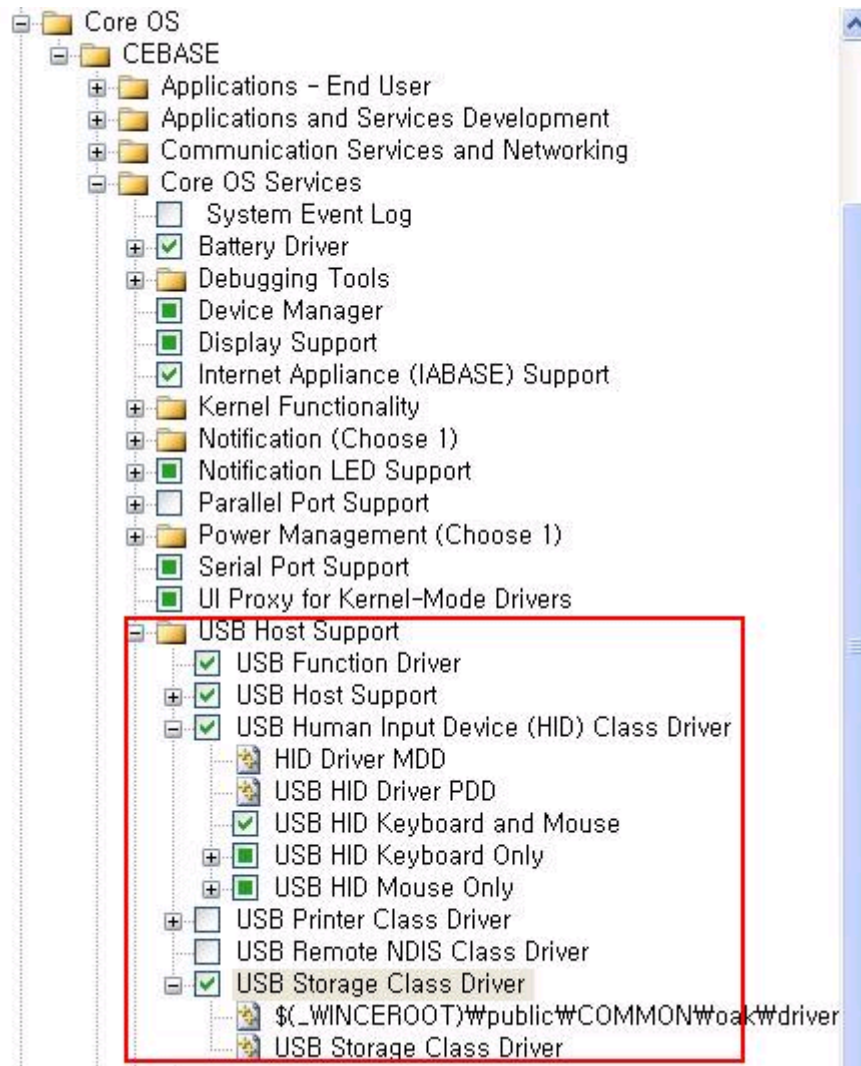 Core OS
CEBASE
Applications - End User
Applications and Services Development
Communication Services and Networking
Core OS Services
System Event Log
Battery Driver
Debugging Tools
Device Manager
Display Support
Internet Appliance (IABASE) Support
Kernel Functionality
Notification (Choose 1)
Notification LED Support
Parallel Port Support
Power Management (Choose 1)
Serial Port Support
UI Proxy for Kernel-Mode Drivers
USB Host Support
USB Function Driver
USB Host Support
USB Human Input Device (HID) Class Driver
HID Driver MDD
USB HID Driver PDD
USB HID Keyboard and Mouse
USB HID Keyboard Only
USB HID Mouse Only
USB Printer Class Driver
USB Remote NDIS Class Driver
USB Storage Class Driver
$(_WINCEROOT)₩public₩COMMON₩oak₩driver
USB Storage Class Driver